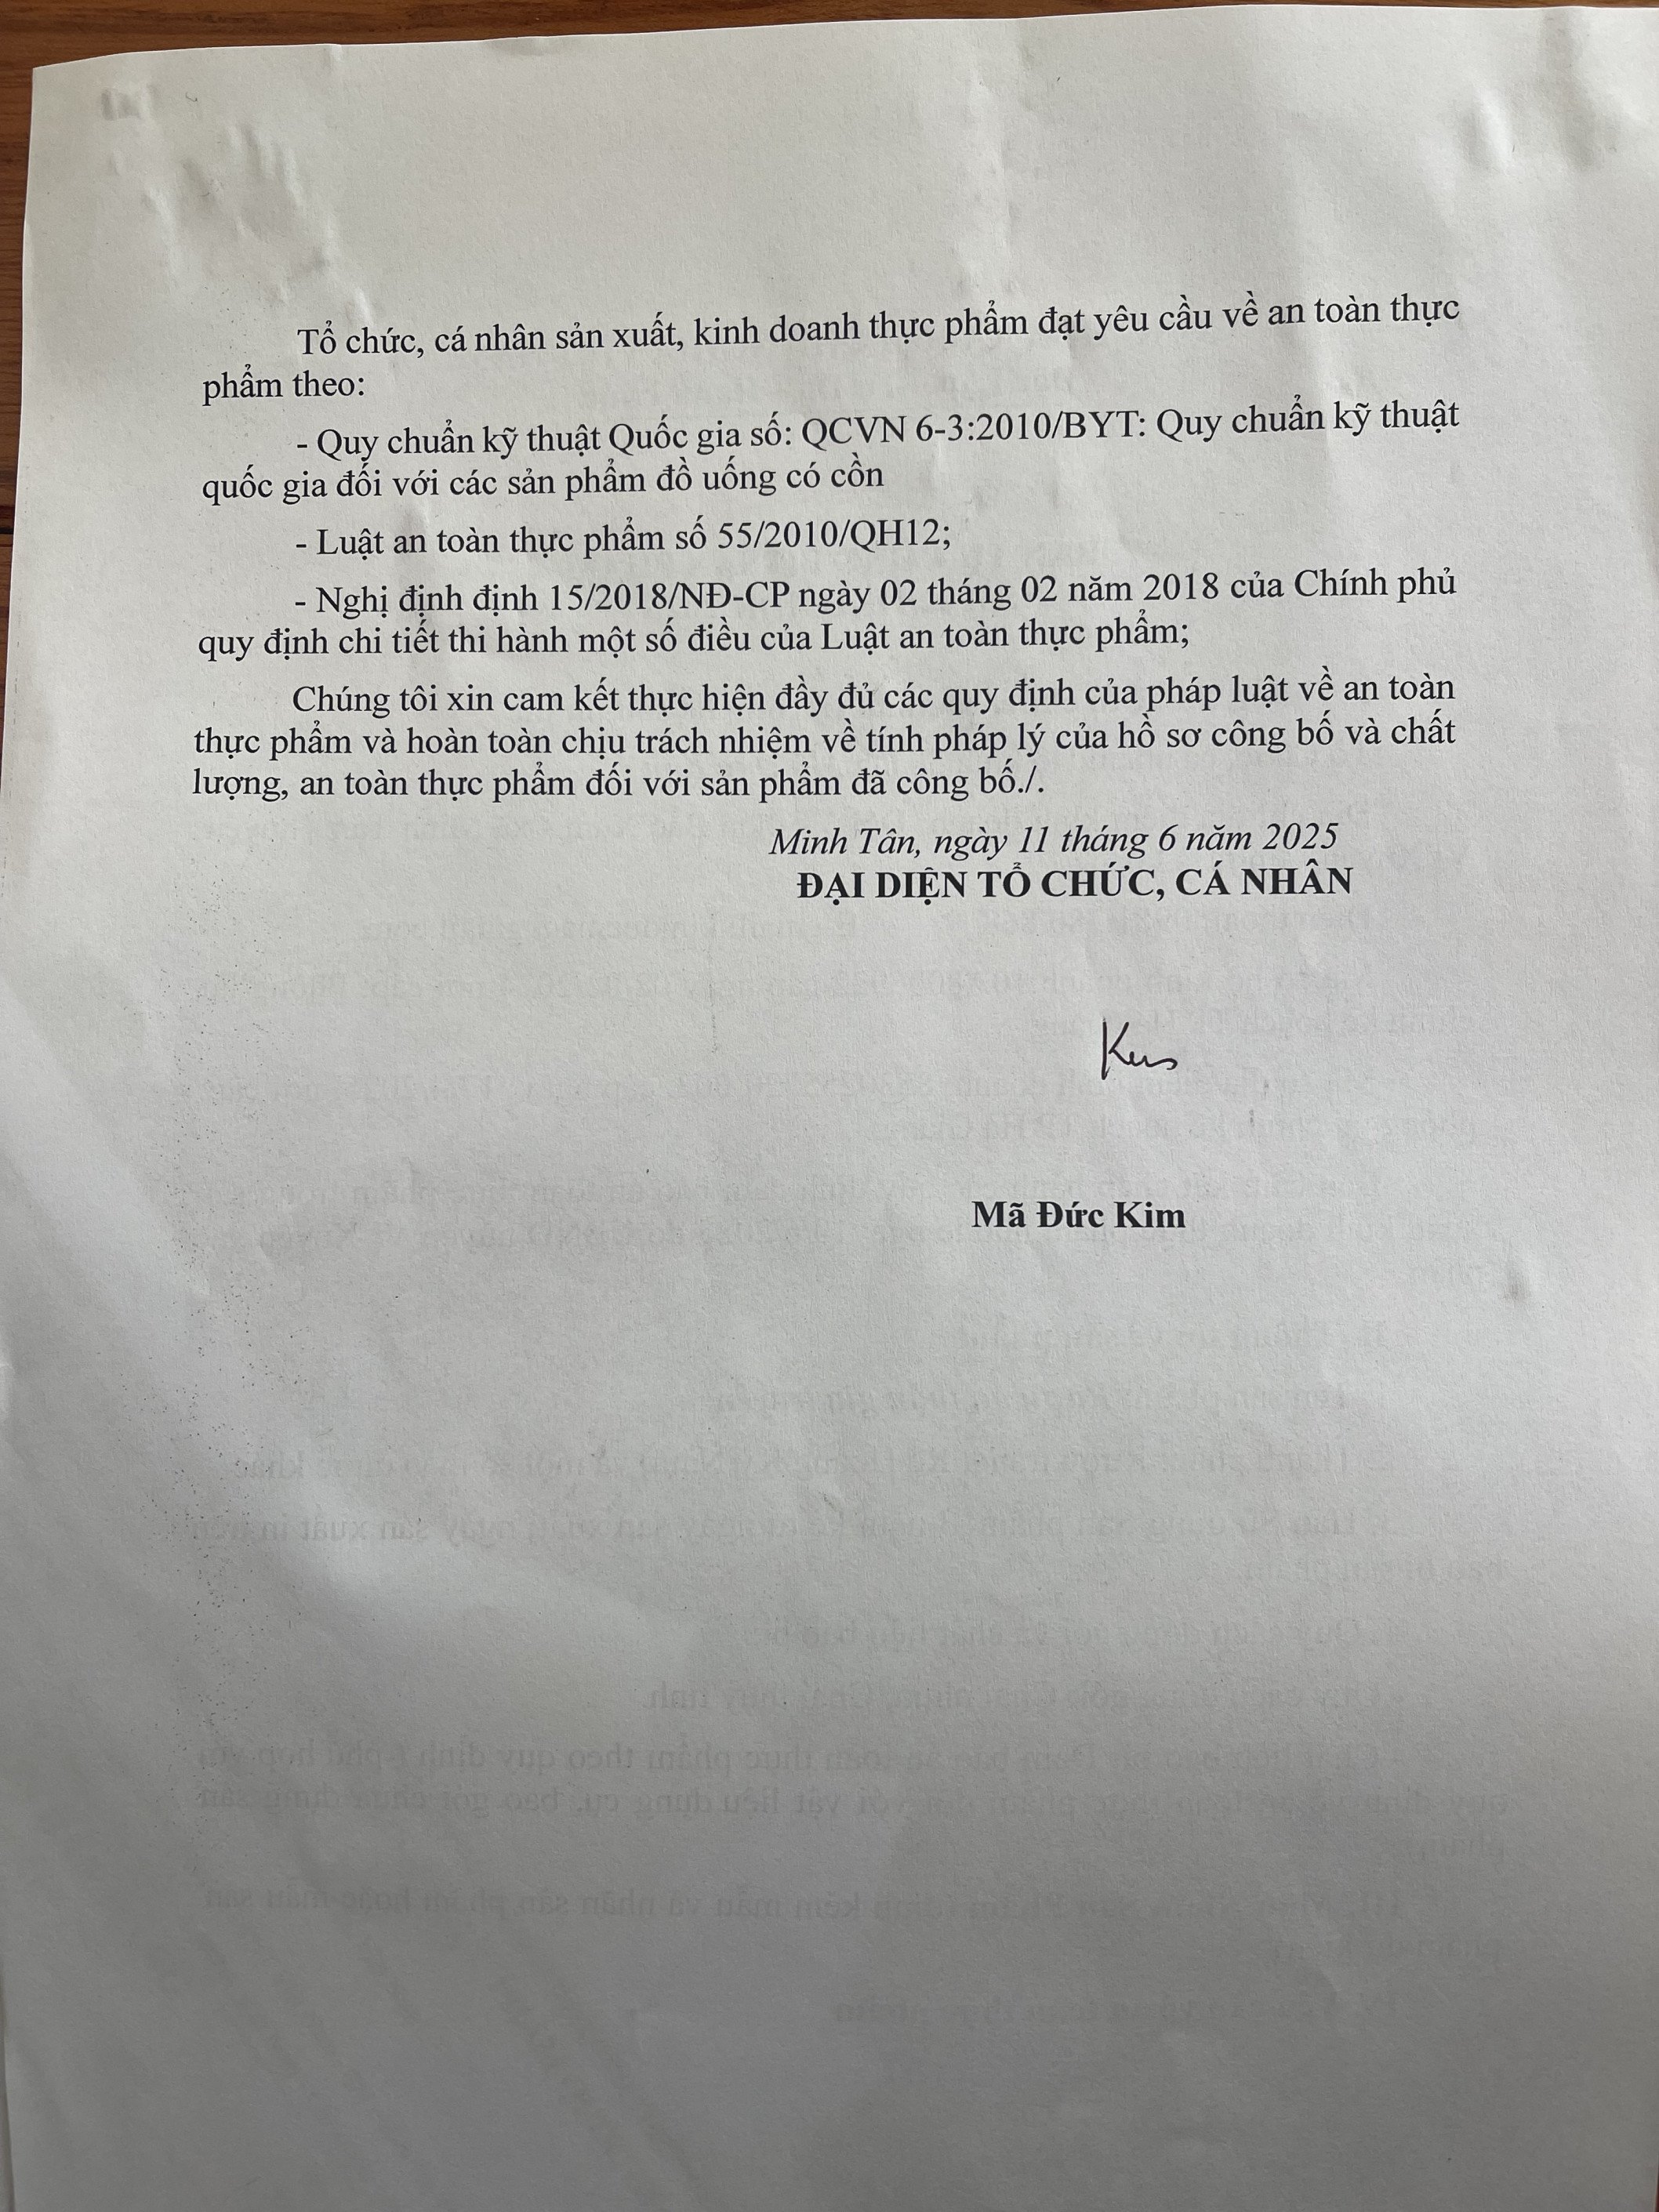 Tổ chức, cá nhân sản xuất, kinh doanh thực phẩm đạt yêu cầu về an toàn thực
phẩm theo:
- Quy chuẩn kỹ thuật Quốc gia số: QCVN 6-3:2010/BYT: Quy chuẩn kỹ thuật
quốc gia đối với các sản phẩm đồ uống có cồn
- Luật an toàn thực phẩm số 55/2010/QH12;
- Nghị định định 15/2018/NĐ-CP ngày 02 tháng 02 năm 2018 của Chính phủ
quy định chi tiết thi hành một số điều của Luật an toàn thực phẩm;
Chúng tôi xin cam kết thực hiện đầy đủ các quy định của pháp luật về an toàn
thực phẩm và hoàn toàn chịu trách nhiệm về tính pháp lý của hồ sơ công bố và chất
lượng, an toàn thực phẩm đối với sản phẩm đã công bố./.
Minh Tân, ngày 11 tháng 6 năm 2025
ĐẠI DIỆN TỔ CHỨC, CÁ NHÂN
Mã Đức Kim